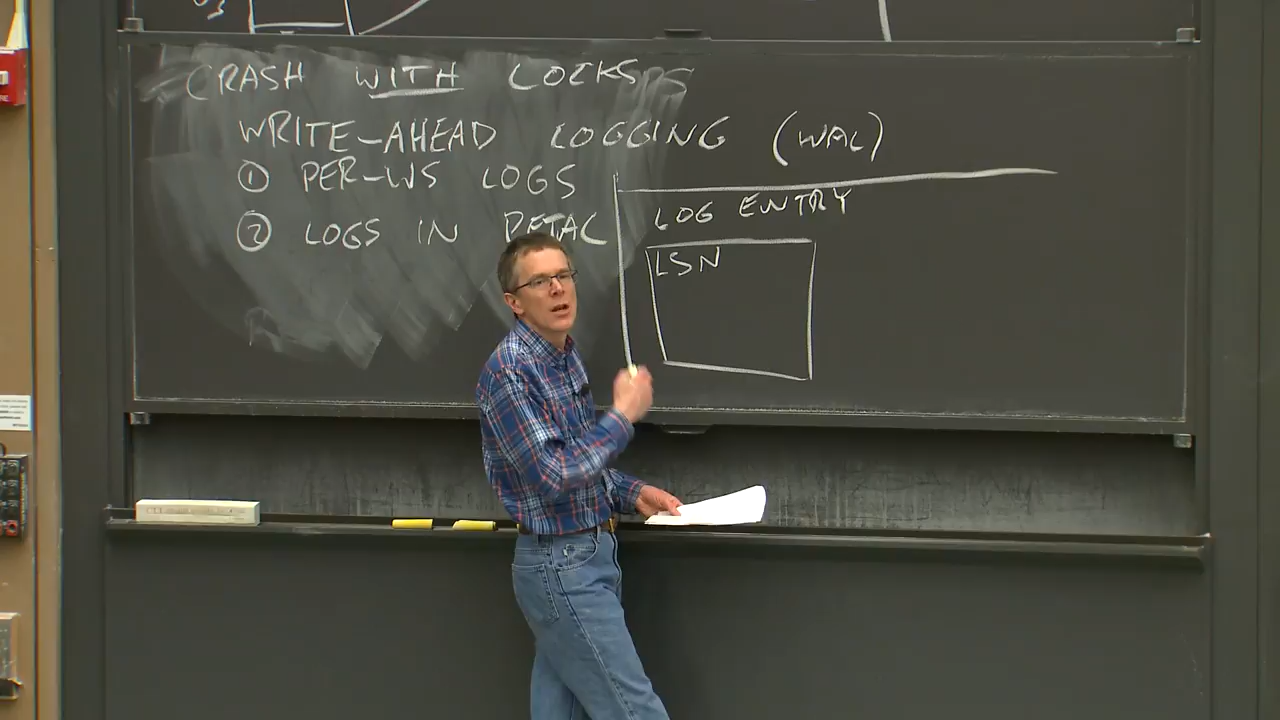 CRASH WITH LOCKS
WRITE-AHEAD LOGGING (WAL)
① PER-WS LOGS
② LOGS IN PETAL
LOG ENTRY
LSN